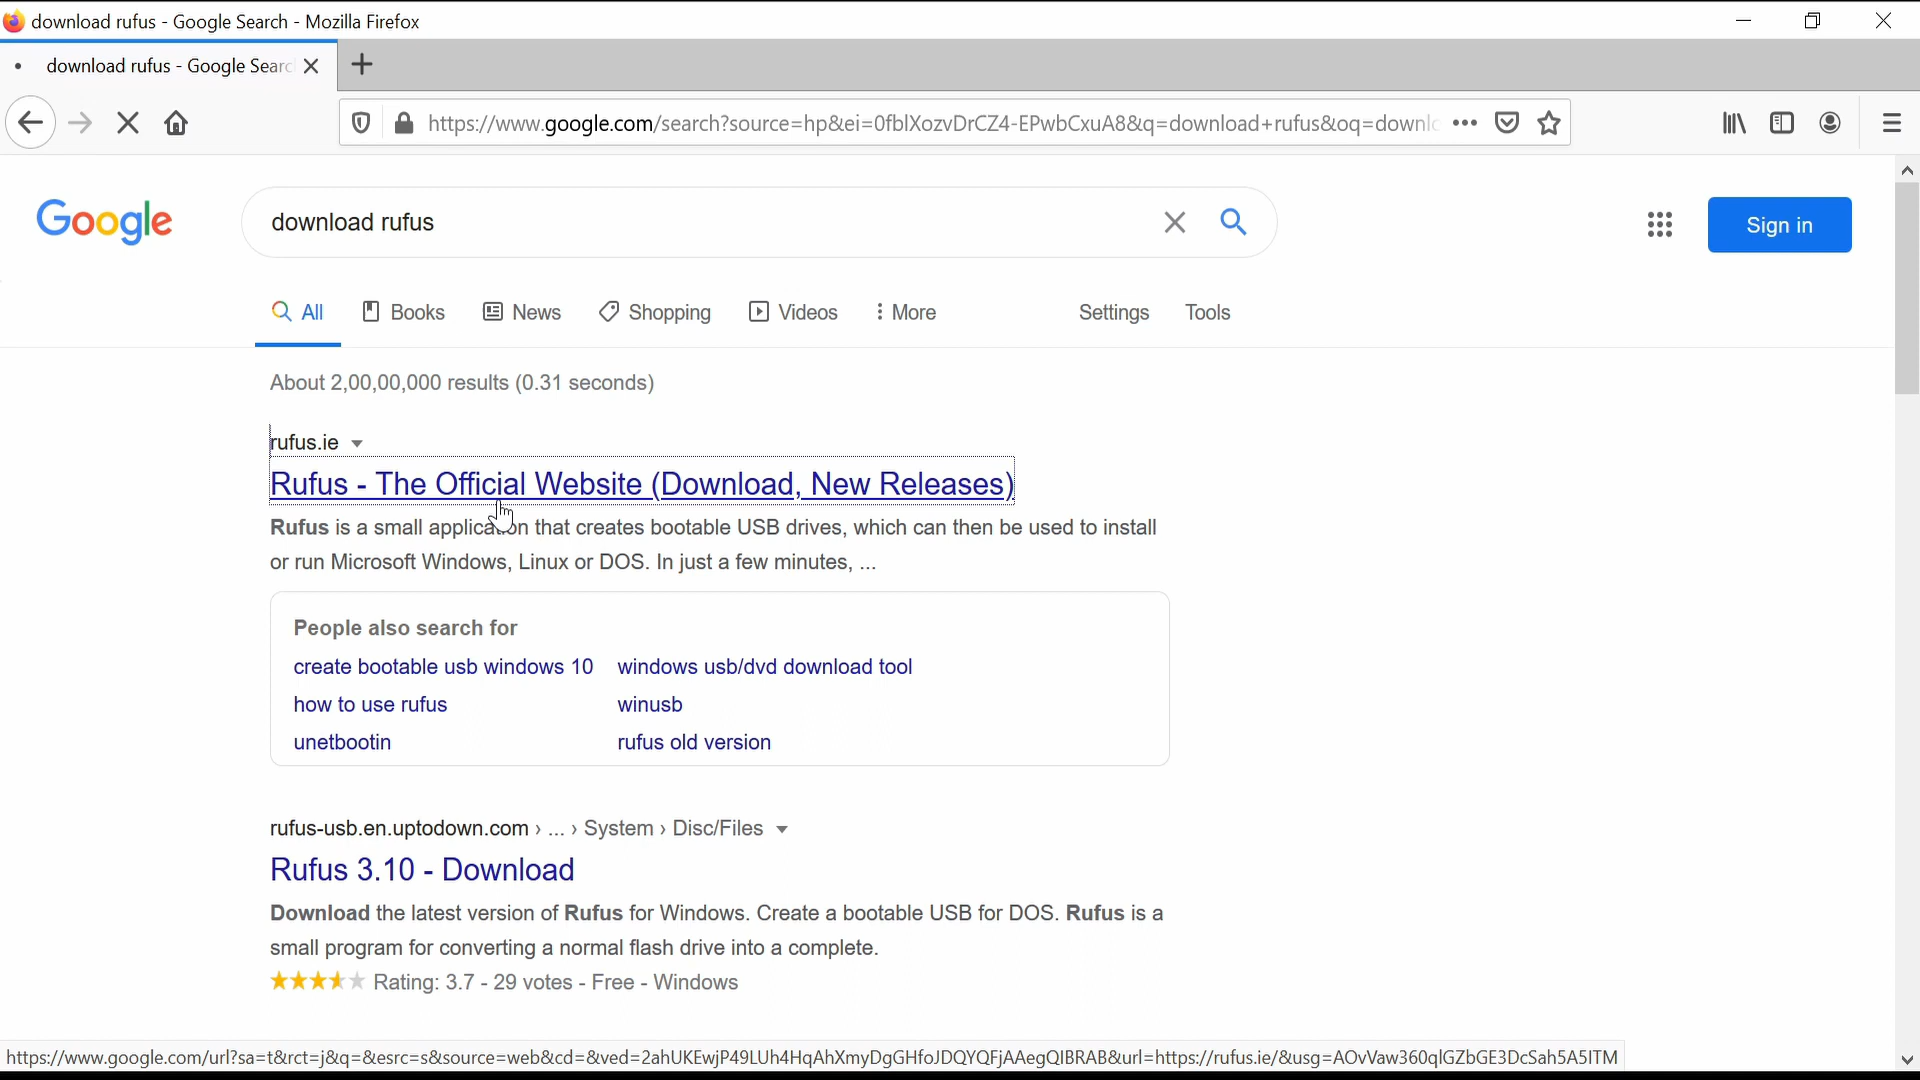 download rufus - Google Search - Mozilla Firefox
download rufus - Google Searc
https://www.google.com/search?source=hp&ei=0fblXozvDrCZ4-EPwbCxuA8&q=download+rufus&oq=downlc
Google
download rufus
Sign in
All Books News Shopping Videos More Settings Tools
About 2,00,00,000 results (0.31 seconds)
rufus.ie
Rufus - The Official Website (Download, New Releases)
Rufus is a small application that creates bootable USB drives, which can then be used to install
or run Microsoft Windows, Linux or DOS. In just a few minutes, ...
People also search for
create bootable usb windows 10 windows usb/dvd download tool
how to use rufus winusb
unetbootin rufus old version
rufus-usb.en.uptodown.com › ... › System › Disc/Files
Rufus 3.10 - Download
Download the latest version of Rufus for Windows. Create a bootable USB for DOS. Rufus is a
small program for converting a normal flash drive into a complete.
Rating: 3.7 - 29 votes - Free - Windows
https://www.google.com/url?sa=t&rct=j&q=&esrc=s&source=web&cd=&ved=2ahUKEwjP49LUh4HqAhXmyDgGHfoJDQYQFjAAegQIBRAB&url=https://rufus.ie/&usg=AOvVaw360qlGZbGE3DcSah5A5ITM